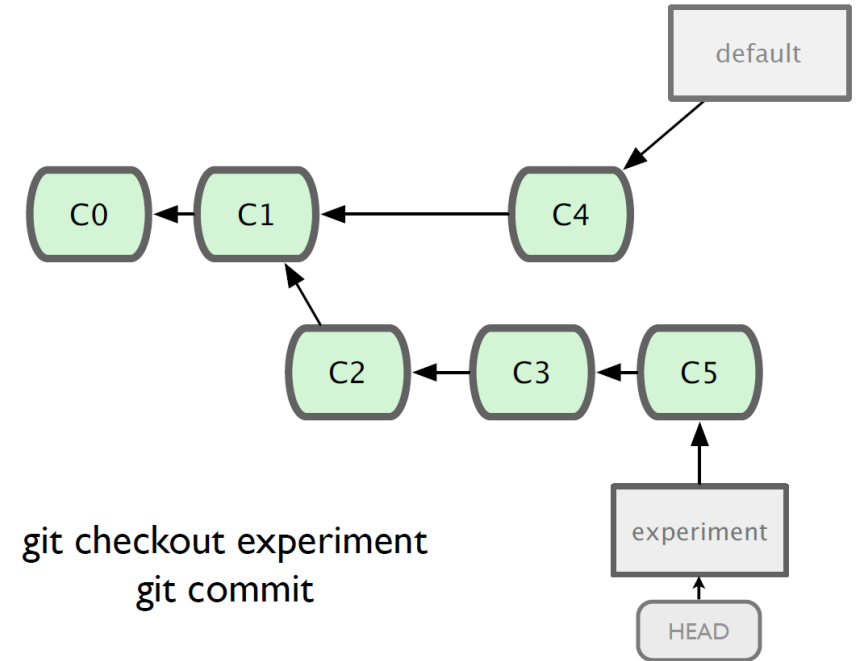 default
C0
C1
C4
C2
C3
C5
experiment
git checkout experiment
git commit
HEAD